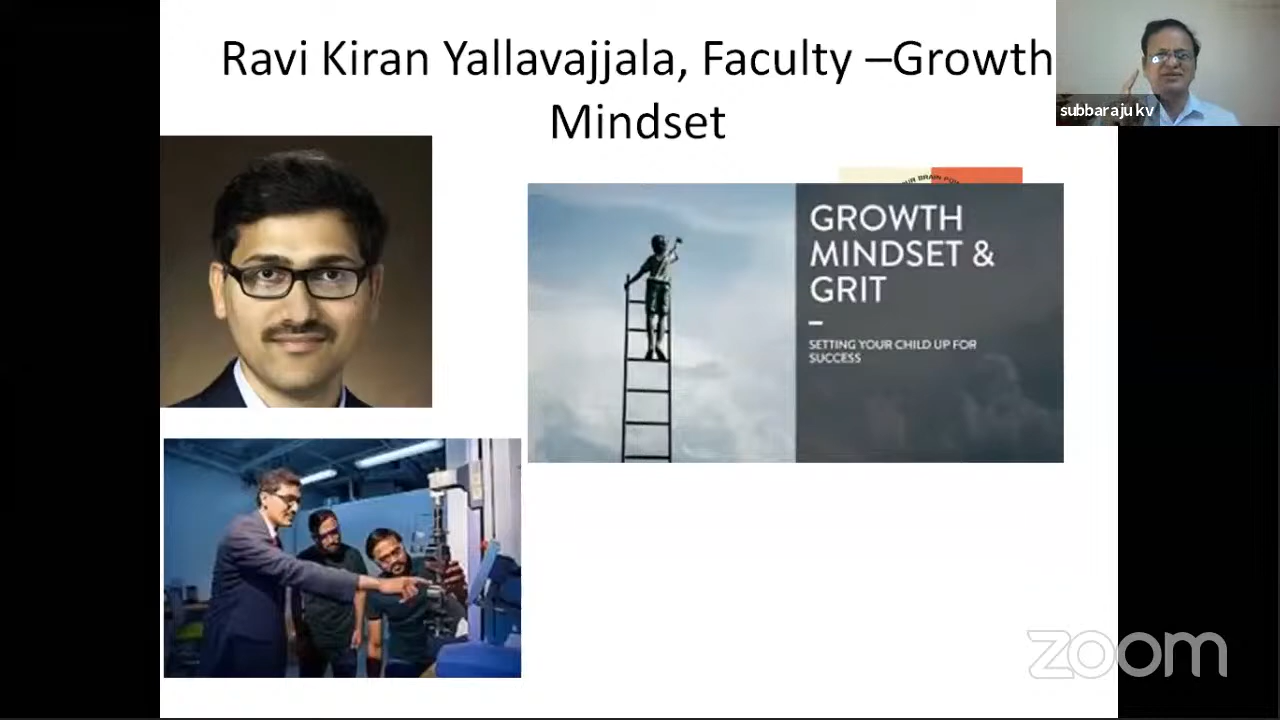 Ravi Kiran Yallavajjala, Faculty –Growth
Mindset
subbaraju kv
GROWTH
MINDSET &
GRIT
SETTING YOUR CHILD UP FOR
SUCCESS
zoom